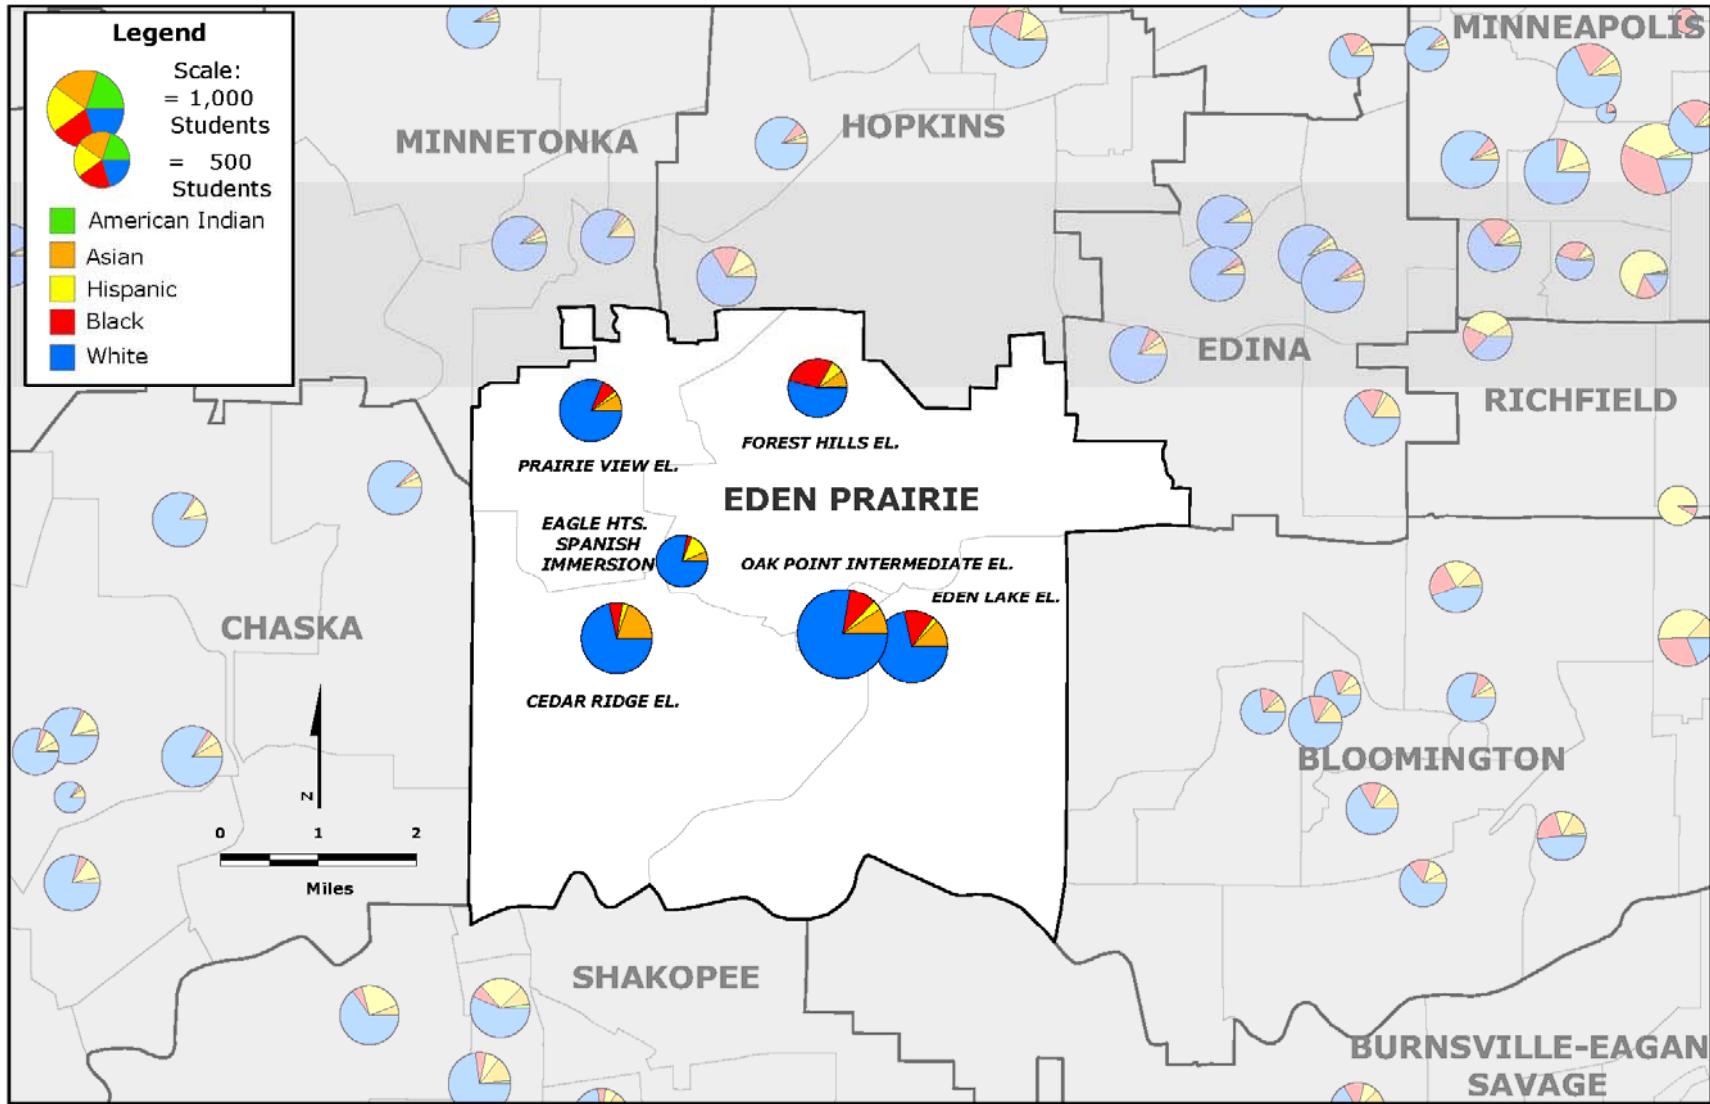 Legend
Scale:
= 1,000
Students
= 500
Students
American Indian
Asian
Hispanic
Black
White
MINNEAPOLIS
MINNETONKA
HOPKINS
EDINA
RICHFIELD
FOREST HILLS EL.
PRAIRIE VIEW EL.
EDEN PRAIRIE
EAGLE HTS.
SPANISH
IMMERSION
OAK POINT INTERMEDIATE EL.
EDEN LAKE EL.
CHASKA
CEDAR RIDGE EL.
BLOOMINGTON
N
0 1 2
Miles
SHAKOPEE
BURNSVILLE-EAGAN
SAVAGE